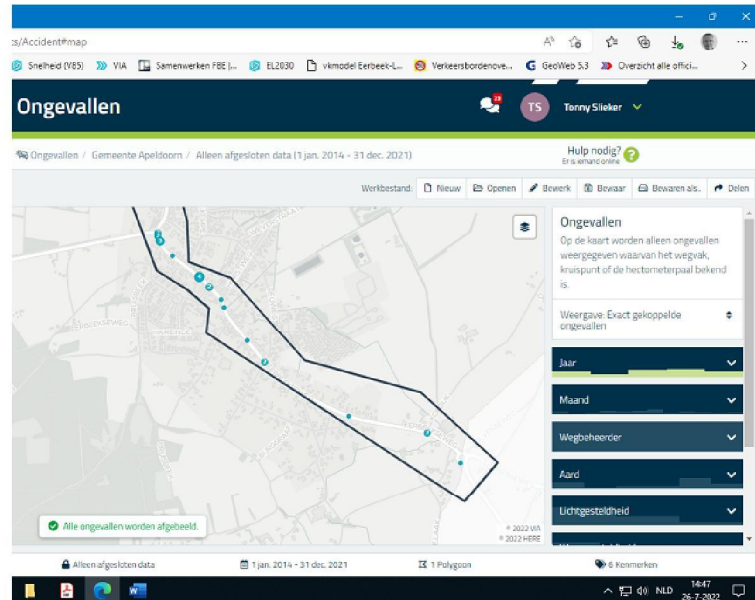 :s/Accident#map
Snelheid (V85) VIA Samenwerken FBE |... EL2030 vkmodel Eerbeek-L... Verkeersbordenove... GeoWeb 5.3 Overzicht alle offici...
Ongevallen
28
TS
Tonny Slieker
Ongevallen / Gemeente Apeldoorn / Alleen afgesloten data (1 jan. 2014 - 31 dec. 2021)
Hulp nodig?
Er is iemand online
Werkbestand: Nieuw Openen Bewerk Bewaar Bewaren als.. Delen
Ongevallen
Op de kaart worden alleen ongevallen
weergegeven waarvan het wegvak,
kruispunt of de hectometerpaal bekend
is.
Weergave: Exact gekoppelde
ongevallen
Jaar
Maand
Wegbeheerder
Aard
Lichtgesteldheid
Alle ongevallen worden afgebeeld.
© 2022 VIA
© 2022 HERE
Alleen afgesloten data 1 jan. 2014 - 31 dec. 2021 1 Polygoon 6 Kenmerken
NLD
14:47
26-7-2022